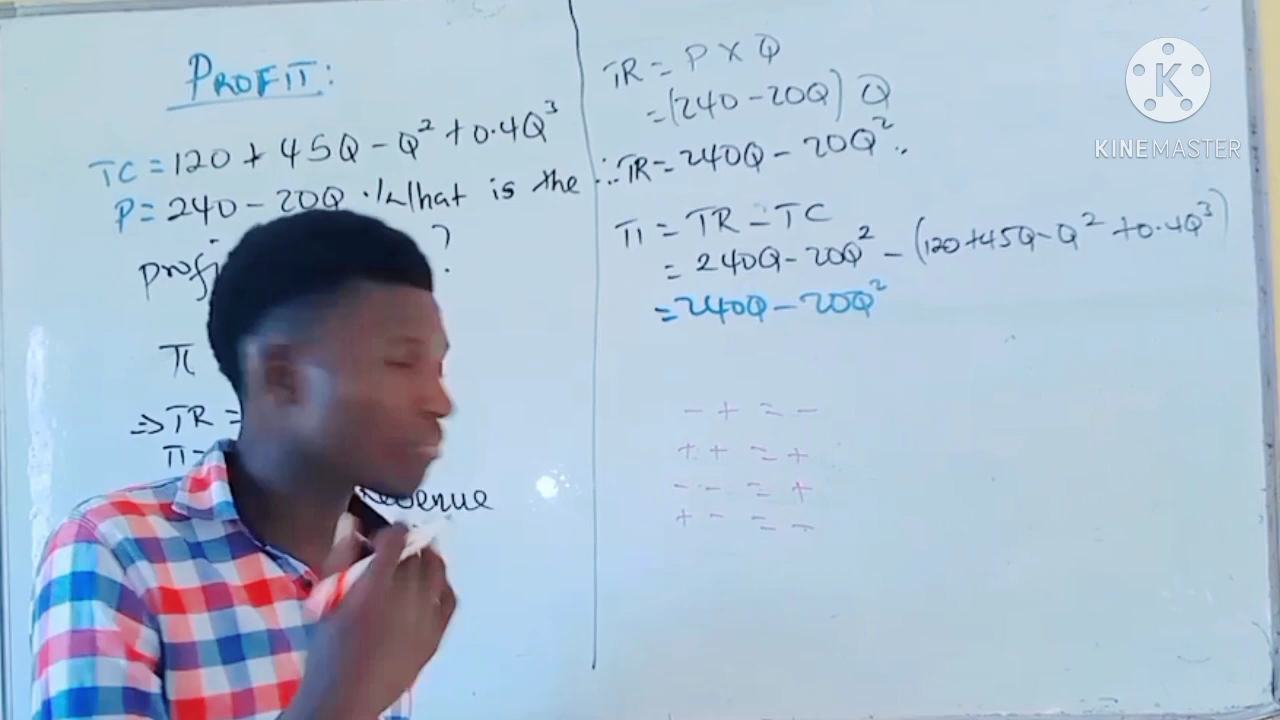 PROFIT:
TC = 120 + 45Q - Q² + 0.4Q³
P = 240 - 20Q. What is the
?
π
⇒ TR =
π =
Revenue
TR = P X Q
= (240 - 20Q) Q
∴ TR = 240Q - 20Q².
π = TR - TC
= 240Q - 20Q² - (120 + 45Q - Q² + 0.4Q³)
= 240Q - 20Q²
- + = -
+ + = +
- - = +
+ - = -
K
KINEMASTER